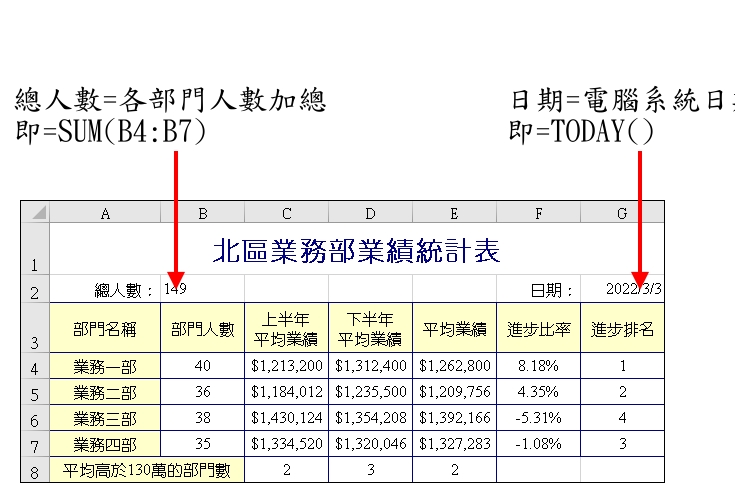 總人數=各部門人數加總
即=SUM(B4:B7)
日期=電腦系統日
即=TODAY()
A B C D E F G
1 北區業務部業績統計表
2 總人數： 149 日期： 2022/3/3
3 部門名稱 部門人數 上半年平均業績 下半年平均業績 平均業績 進步比率 進步排名
4 業務一部 40 $1,213,200 $1,312,400 $1,262,800 8.18% 1
5 業務二部 36 $1,184,012 $1,235,500 $1,209,756 4.35% 2
6 業務三部 38 $1,430,124 $1,354,208 $1,392,166 -5.31% 4
7 業務四部 35 $1,334,520 $1,320,046 $1,327,283 -1.08% 3
8 平均高於130萬的部門數 2 3 2